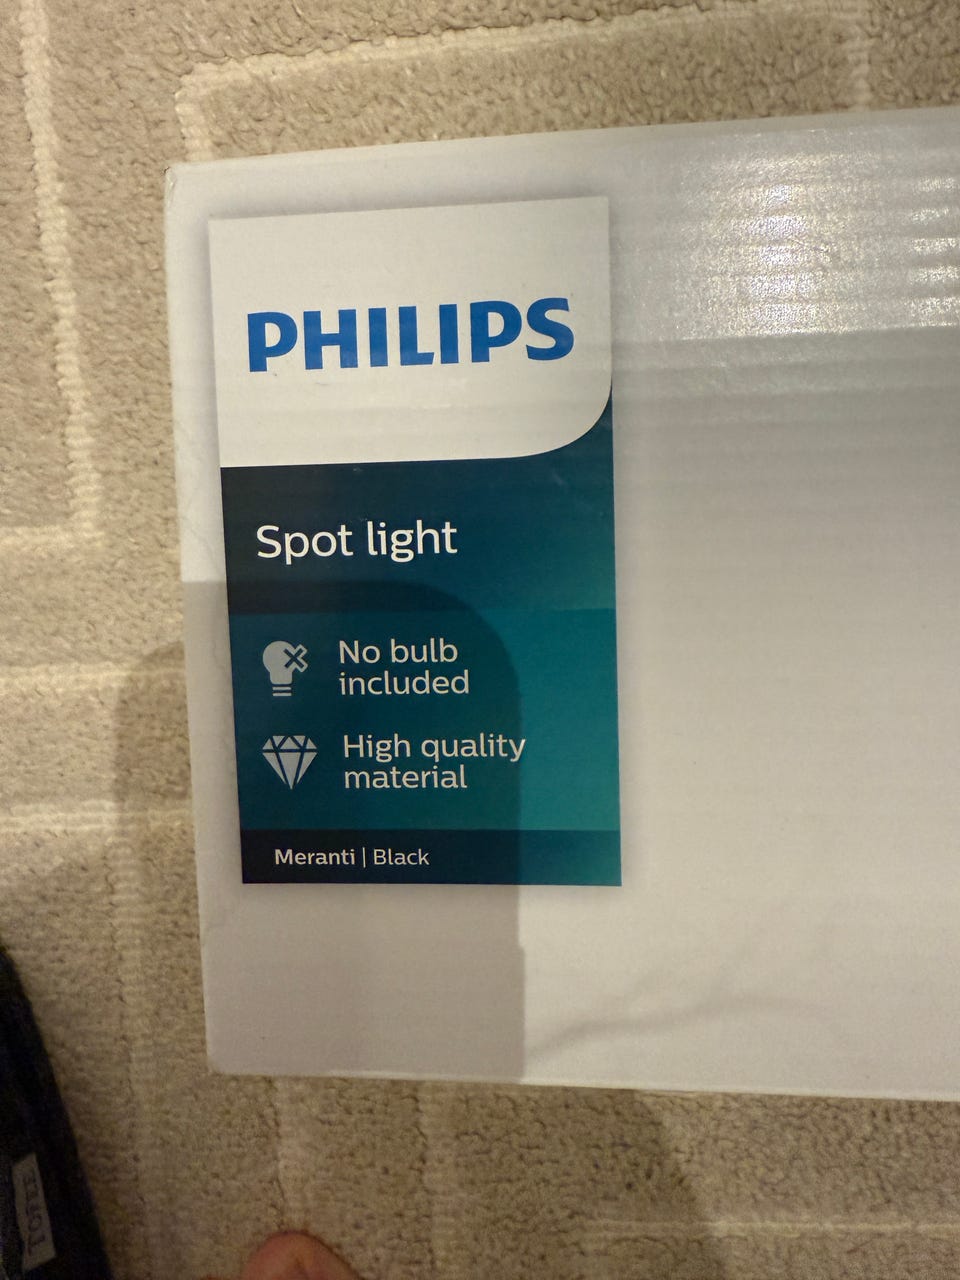 PHILIPS
Spot light
No bulb
included
High quality
material
Meranti | Black